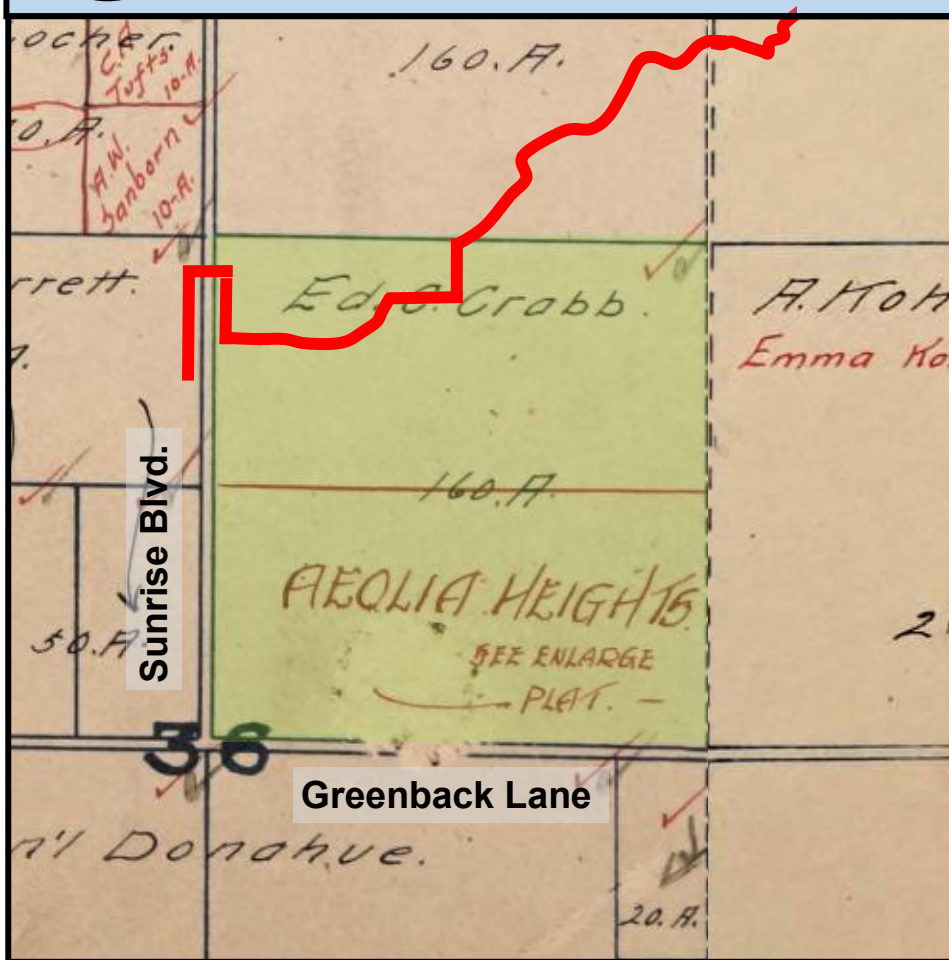 ocher.
C.F.
Tufts
10-A.
160.A.
0.A.
A.W.
Sanborn
10-A.
rrett.
Ed.C.Crabb.
A.KOH
Emma Ko
Sunrise Blvd.
160.A.
AEOLIA HEIGHTS.
SEE ENLARGE
PLAT. —
50.A
2
36
Greenback Lane
n'l Donahue.
20.A.